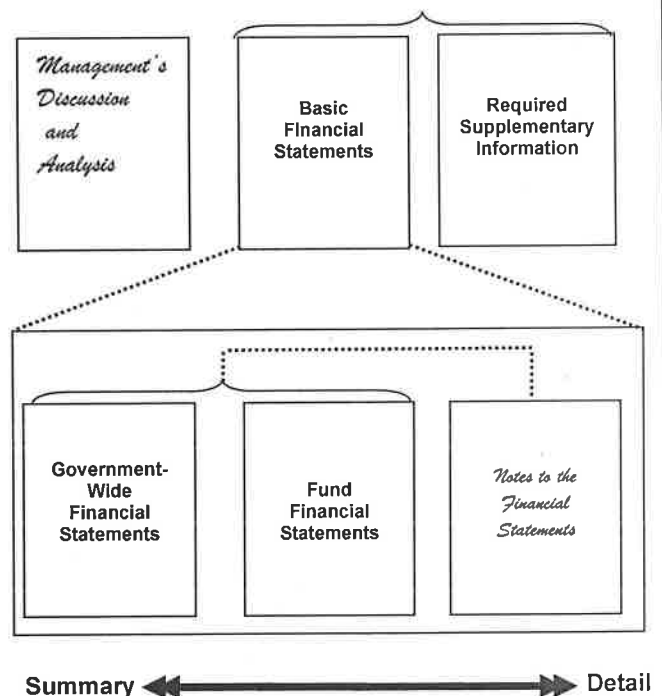 Management's
Discussion
and
Analysis
Basic
Financial
Statements
Required
Supplementary
Information
Government-
Wide
Financial
Statements
Fund
Financial
Statements
Notes to the
Financial
Statements
Summary
Detail